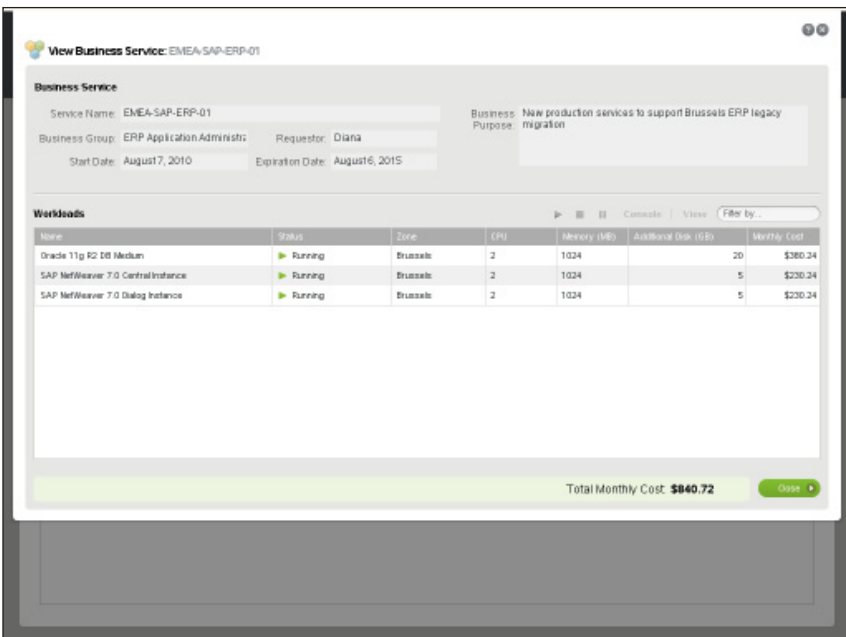 View Business Service: EMEA-SAP-ERP-01
Business Service
Service Name: EMEA-SAP-ERP-01
Business Purpose: New production services to support Brussels ERP legacy
migration
Business Group: ERP Application Administra
Requestor: Diana
Start Date: August 7, 2010
Expiration Date: August 6, 2015
Workloads
Console | View Filter by...
Name Status Zone CPU Memory (MB) Additional Disk (GB) Monthly Cost
Oracle 11g R2 DB Medium Running Brussels 2 1024 20 $380.24
SAP NetWeaver 7.0 Central Instance Running Brussels 2 1024 5 $230.24
SAP NetWeaver 7.0 Dialog Instance Running Brussels 2 1024 5 $230.24
Total Monthly Cost: $840.72
Close